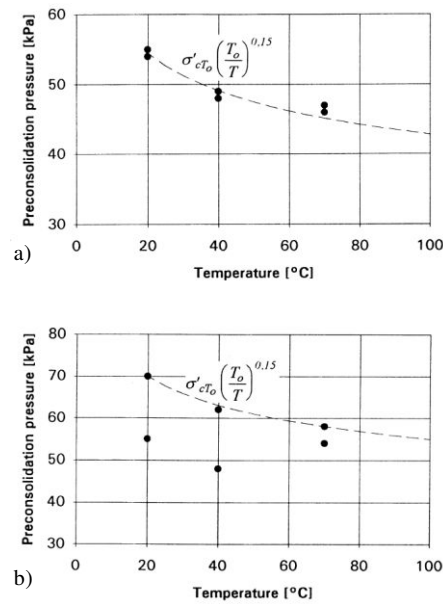 60
50
40
30
Preconsolidation pressure [kPa]
σ'cTo (To/T)^0,15
0 20 40 60 80 100
Temperature [°C]
a)
80
70
60
50
40
30
Preconsolidation pressure [kPa]
σ'cTo (To/T)^0,15
0 20 40 60 80 100
Temperature [°C]
b)